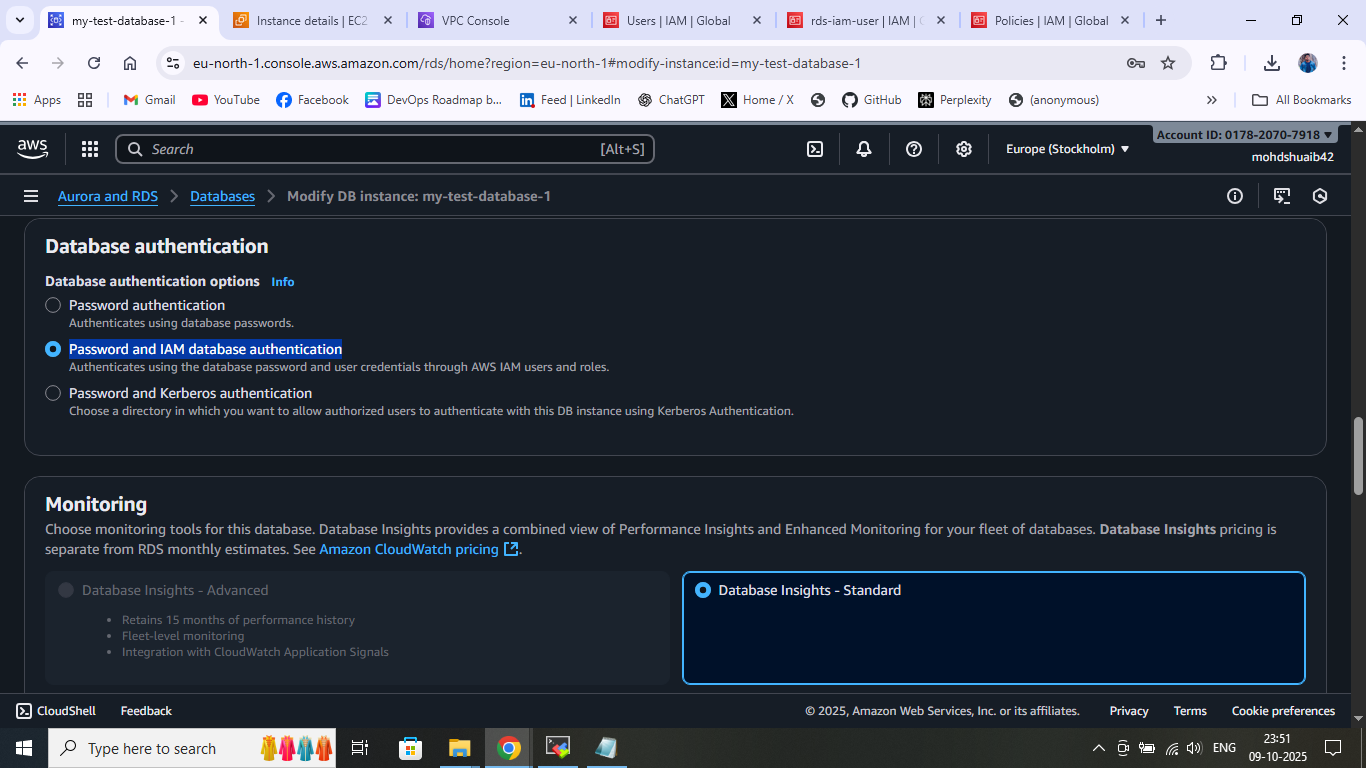 my-test-database-1 -
Instance details | EC2
VPC Console
Users | IAM | Global
rds-iam-user | IAM | G
Policies | IAM | Global
eu-north-1.console.aws.amazon.com/rds/home?region=eu-north-1#modify-instance:id=my-test-database-1
Apps
Gmail
YouTube
Facebook
DevOps Roadmap b...
Feed | LinkedIn
ChatGPT
Home / X
GitHub
Perplexity
(anonymous)
All Bookmarks
aws
Search
[Alt+S]
Europe (Stockholm)
Account ID: 0178-2070-7918
mohdshuaib42
Aurora and RDS
Databases
Modify DB instance: my-test-database-1
Database authentication
Database authentication options Info
Password authentication
Authenticates using database passwords.
Password and IAM database authentication
Authenticates using the database password and user credentials through AWS IAM users and roles.
Password and Kerberos authentication
Choose a directory in which you want to allow authorized users to authenticate with this DB instance using Kerberos Authentication.
Monitoring
Choose monitoring tools for this database. Database Insights provides a combined view of Performance Insights and Enhanced Monitoring for your fleet of databases. Database Insights pricing is
separate from RDS monthly estimates. See Amazon CloudWatch pricing.
Database Insights - Advanced
• Retains 15 months of performance history
• Fleet-level monitoring
• Integration with CloudWatch Application Signals
Database Insights - Standard
CloudShell
Feedback
© 2025, Amazon Web Services, Inc. or its affiliates.
Privacy
Terms
Cookie preferences
Type here to search
ENG
23:51
09-10-2025